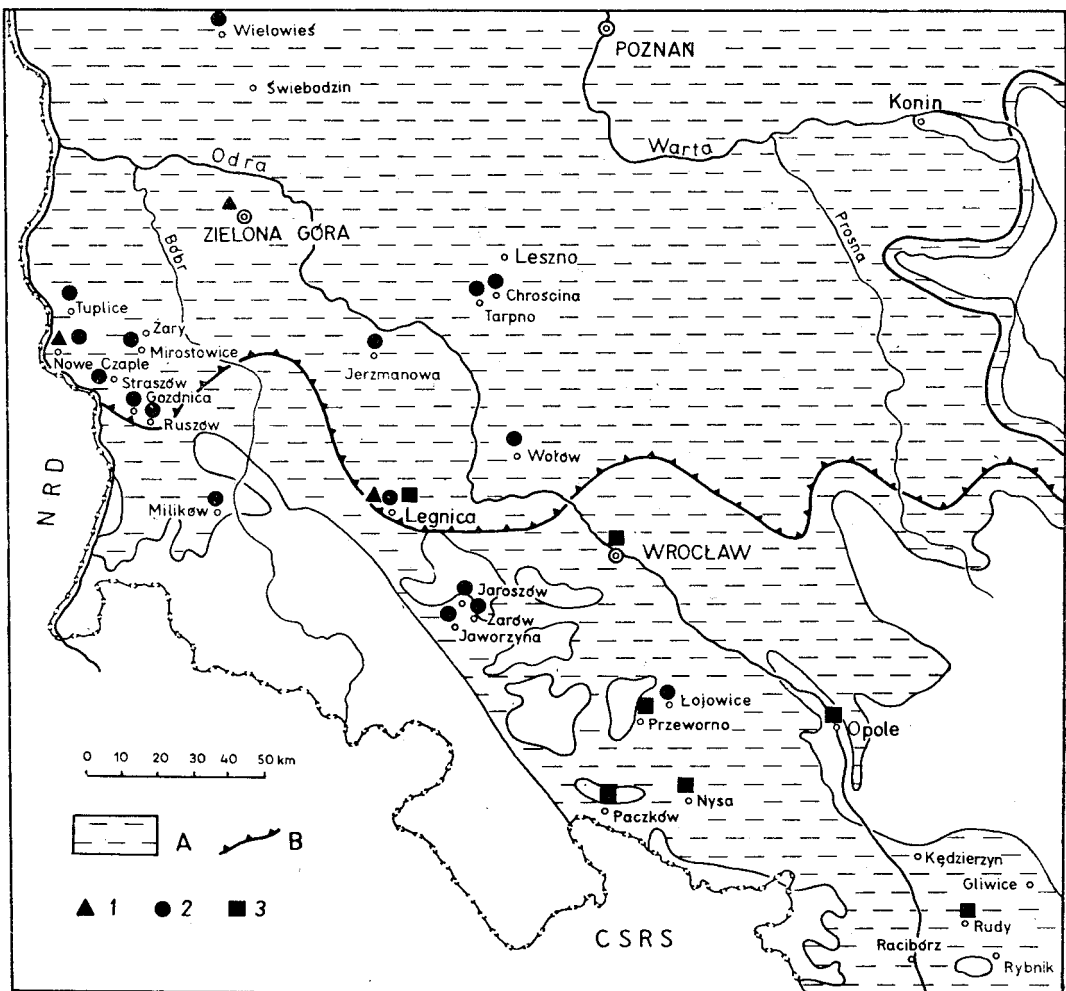 Wielowieś
Świebodzin
POZNAŃ
Konin
Warta
Odra
Prosna
Bóbr
ZIELONA GÓRA
Leszno
Chroscina
Tarpno
Tuplice
Żary
Mirostowice
Nowe Czaple
Straszów
Gozdnica
Ruszów
Jerzmanowa
Wołów
NRD
Milików
Legnica
WROCŁAW
Jaroszów
Żarów
Jaworzyna
Łojowice
Przeworno
Opole
0 10 20 30 40 50 km
Nysa
Paczków
A B
Kędzierzyn
Gliwice
1 2 3
Rudy
CSRS
Racibórz
Rybnik